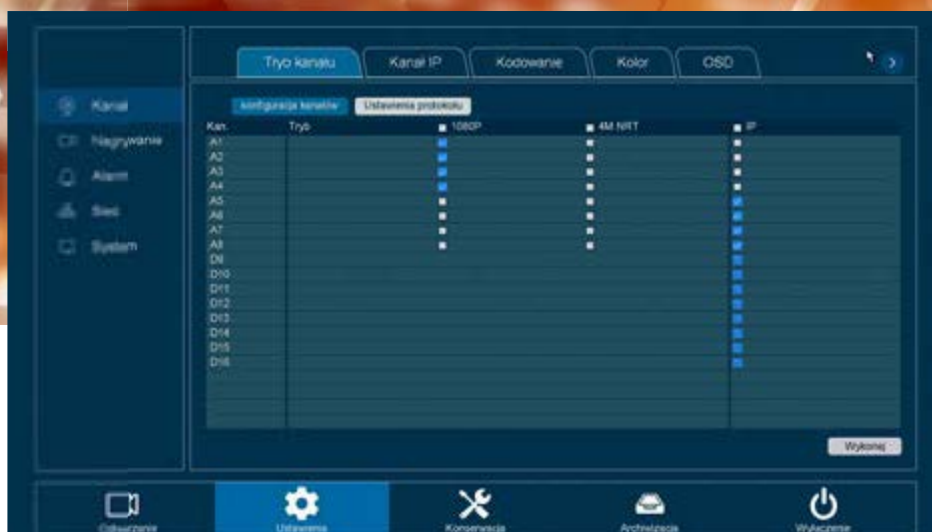 Tryb kanału Kanał IP Kodowanie Kolor OSD
Kanał
Nagrywanie
Alarm
Sieć
System
konfiguracja kanałów Ustawienia protokołu
Kan. Tryb 1080P 4M NRT IP
A1
A2
A3
A4
A5
A6
A7
A8
D9
D10
D11
D12
D13
D14
D15
D16
Wykonaj
Odtwarzanie Ustawienia Konserwacja Archiwizacja Wyłączenie